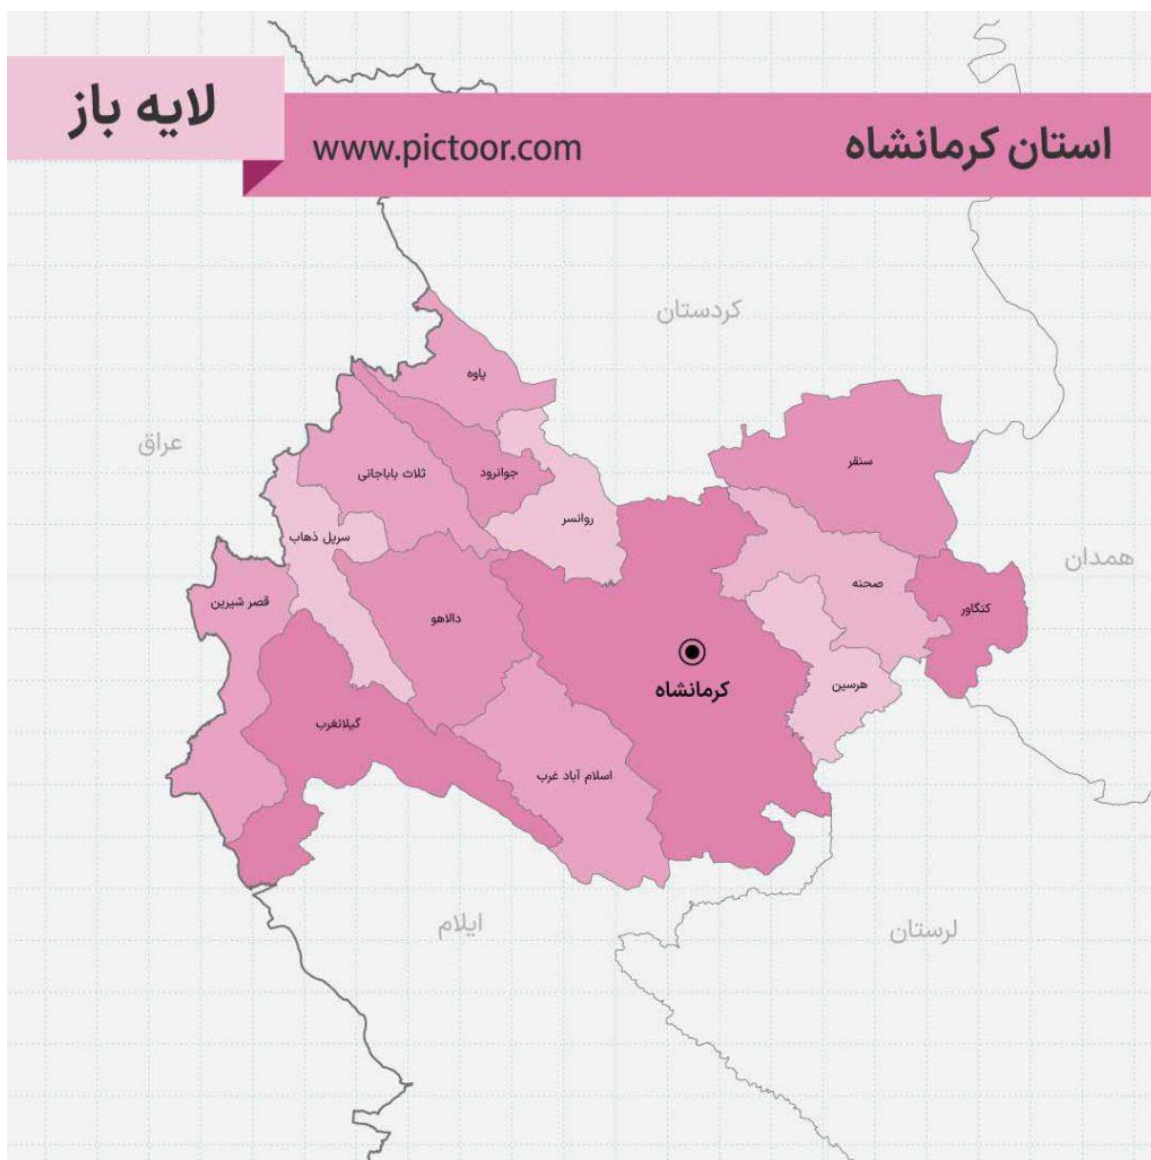 لایه باز
استان کرمانشاه
www.pictoor.com
کردستان
پاوه
عراق
سنقر
ثلاث باباجانی
جوانرود
روانسر
سرپل ذهاب
همدان
صحنه
قصر شیرین
کنگاور
دالاهو
هرسین
کرمانشاه
گیلانغرب
اسلام آباد غرب
ایلام
لرستان